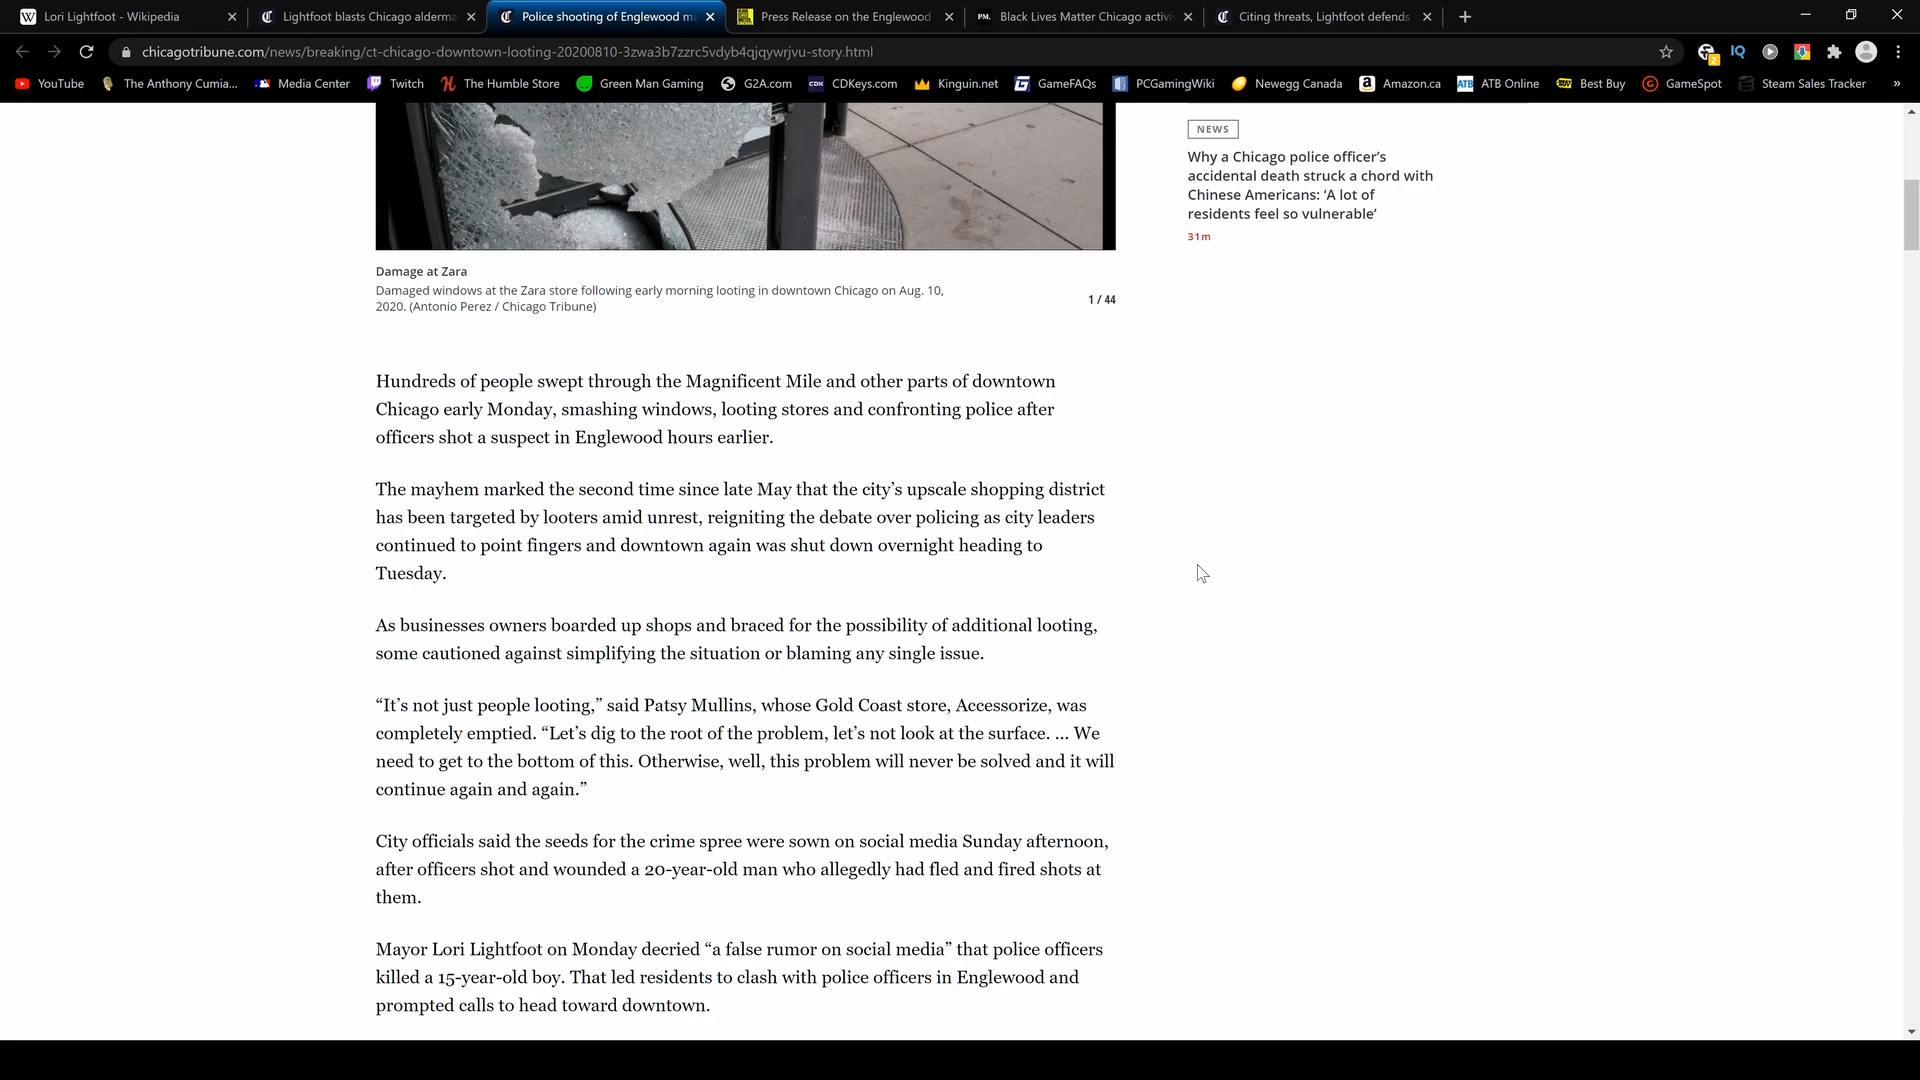 Lori Lightfoot - Wikipedia
Lightfoot blasts Chicago alderma
Police shooting of Englewood m
Press Release on the Englewood
PM.
Black Lives Matter Chicago activi
Citing threats, Lightfoot defends
chicagotribune.com/news/breaking/ct-chicago-downtown-looting-20200810-3zwa3b7zzrc5vdyb4qjqywrjvu-story.html
2
IQ
YouTube
The Anthony Cumia...
Media Center
Twitch
The Humble Store
Green Man Gaming
G2A.com
CDKeys.com
Kinguin.net
GameFAQs
PCGamingWiki
Newegg Canada
Amazon.ca
ATB Online
Best Buy
GameSpot
Steam Sales Tracker
»
NEWS
Why a Chicago police officer’s
accidental death struck a chord with
Chinese Americans: ‘A lot of
residents feel so vulnerable’
31m
Damage at Zara
Damaged windows at the Zara store following early morning looting in downtown Chicago on Aug. 10,
2020. (Antonio Perez / Chicago Tribune)
1 / 44
Hundreds of people swept through the Magnificent Mile and other parts of downtown
Chicago early Monday, smashing windows, looting stores and confronting police after
officers shot a suspect in Englewood hours earlier.
The mayhem marked the second time since late May that the city’s upscale shopping district
has been targeted by looters amid unrest, reigniting the debate over policing as city leaders
continued to point fingers and downtown again was shut down overnight heading to
Tuesday.
As businesses owners boarded up shops and braced for the possibility of additional looting,
some cautioned against simplifying the situation or blaming any single issue.
“It’s not just people looting,” said Patsy Mullins, whose Gold Coast store, Accessorize, was
completely emptied. “Let’s dig to the root of the problem, let’s not look at the surface. ... We
need to get to the bottom of this. Otherwise, well, this problem will never be solved and it will
continue again and again.”
City officials said the seeds for the crime spree were sown on social media Sunday afternoon,
after officers shot and wounded a 20-year-old man who allegedly had fled and fired shots at
them.
Mayor Lori Lightfoot on Monday decried “a false rumor on social media” that police officers
killed a 15-year-old boy. That led residents to clash with police officers in Englewood and
prompted calls to head toward downtown.